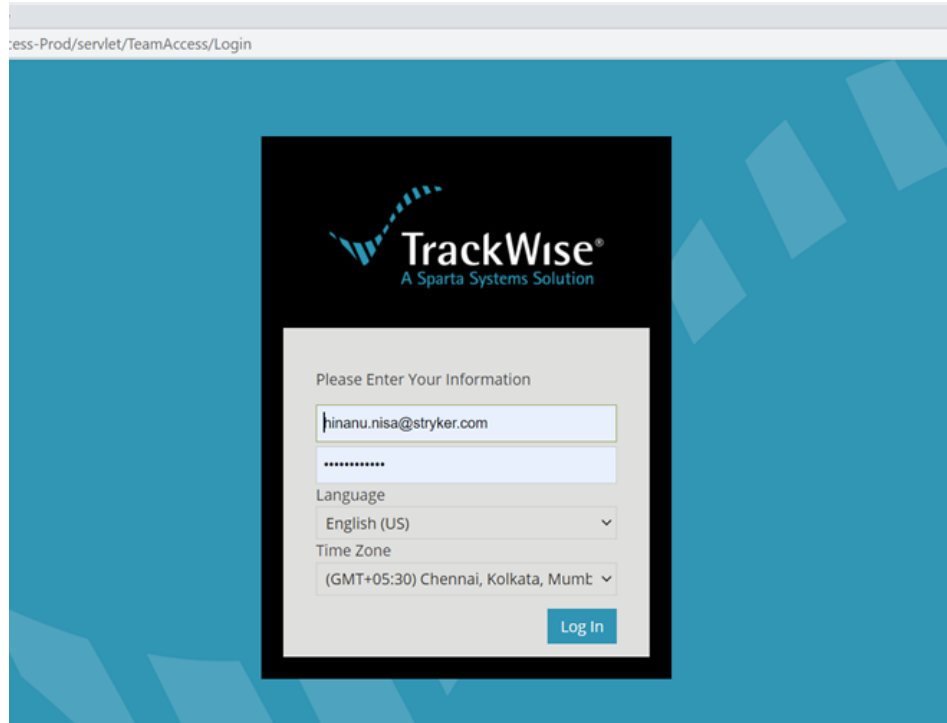 cess-Prod/servlet/TeamAccess/Login
TrackWise®
A Sparta Systems Solution
Please Enter Your Information
hinanu.nisa@stryker.com
••••••••••••
Language
English (US)
Time Zone
(GMT+05:30) Chennai, Kolkata, Mumb
Log In